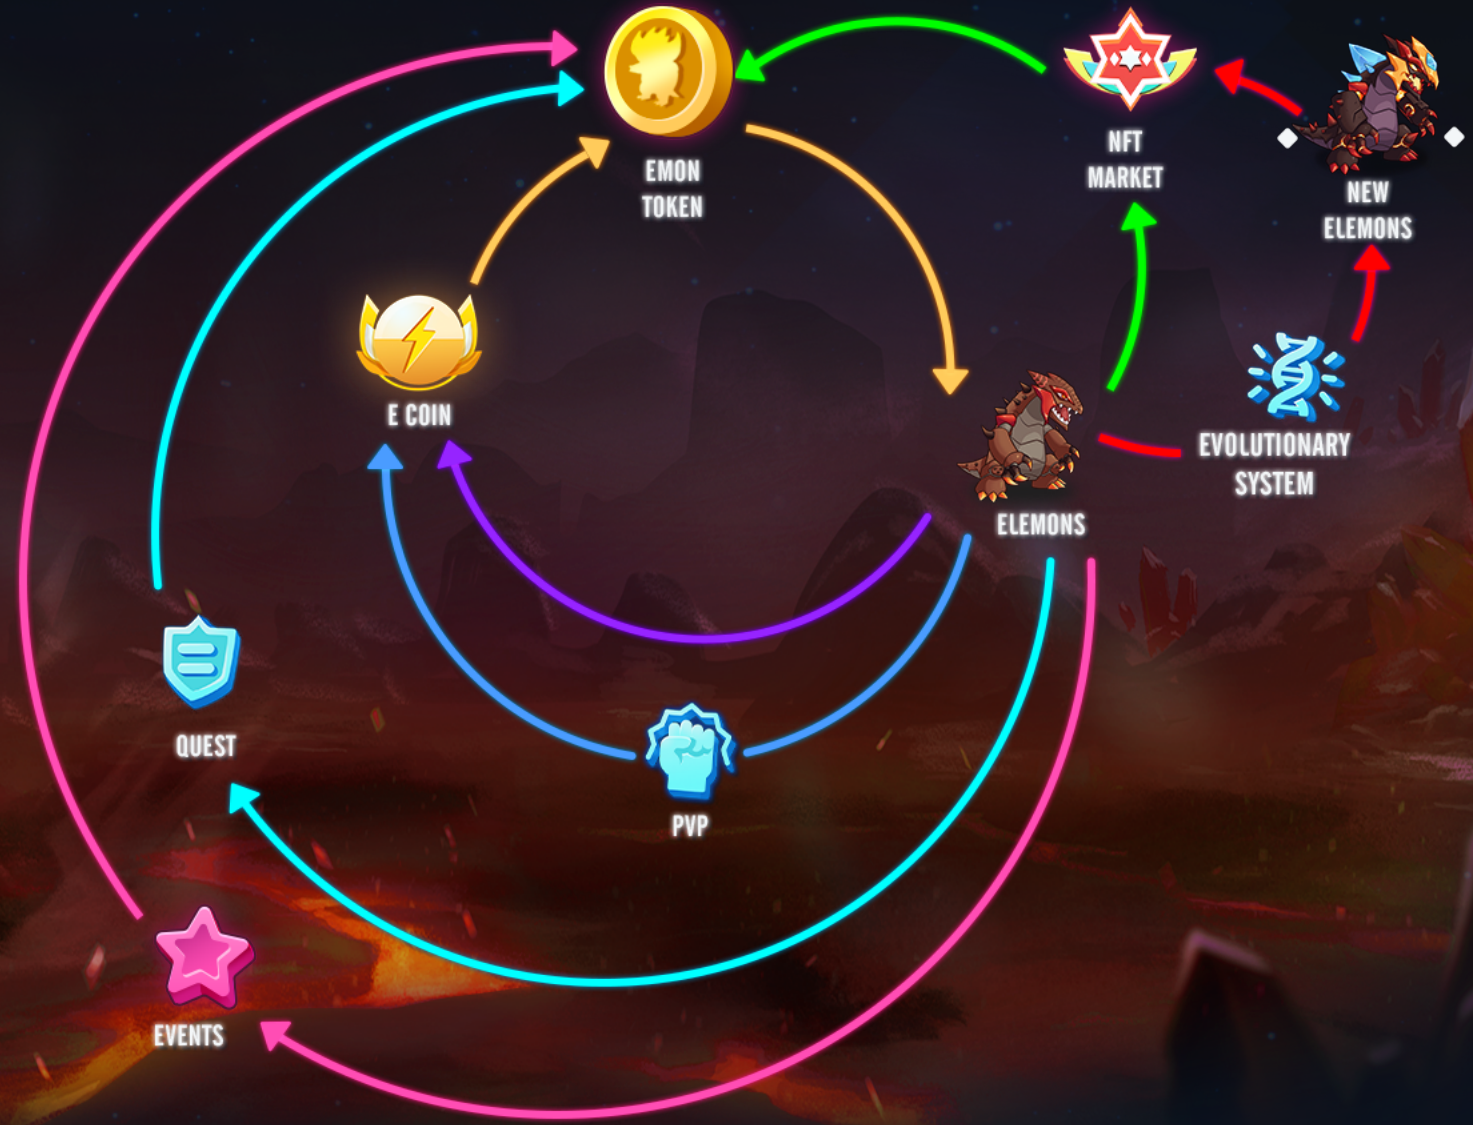 EMON
TOKEN
NFT
MARKET
NEW
ELEMONS
E COIN
EVOLUTIONARY
SYSTEM
ELEMONS
QUEST
PVP
EVENTS